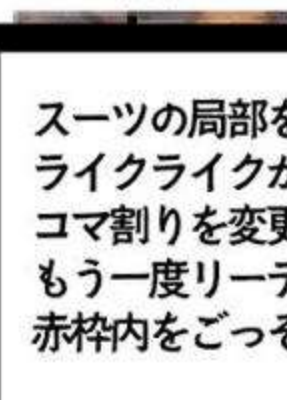 スーツの局部を
ライクライクか
コマ割りを変更
もう一度リーテ
赤枠内をごっそ